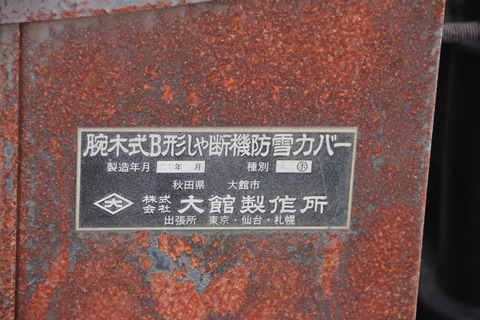 腕木式B形しゃ断機防雪カバー
製造年月 年 月 種別
秋田県 大館市
大 株式会社 大館製作所
出張所 東京・仙台・札幌